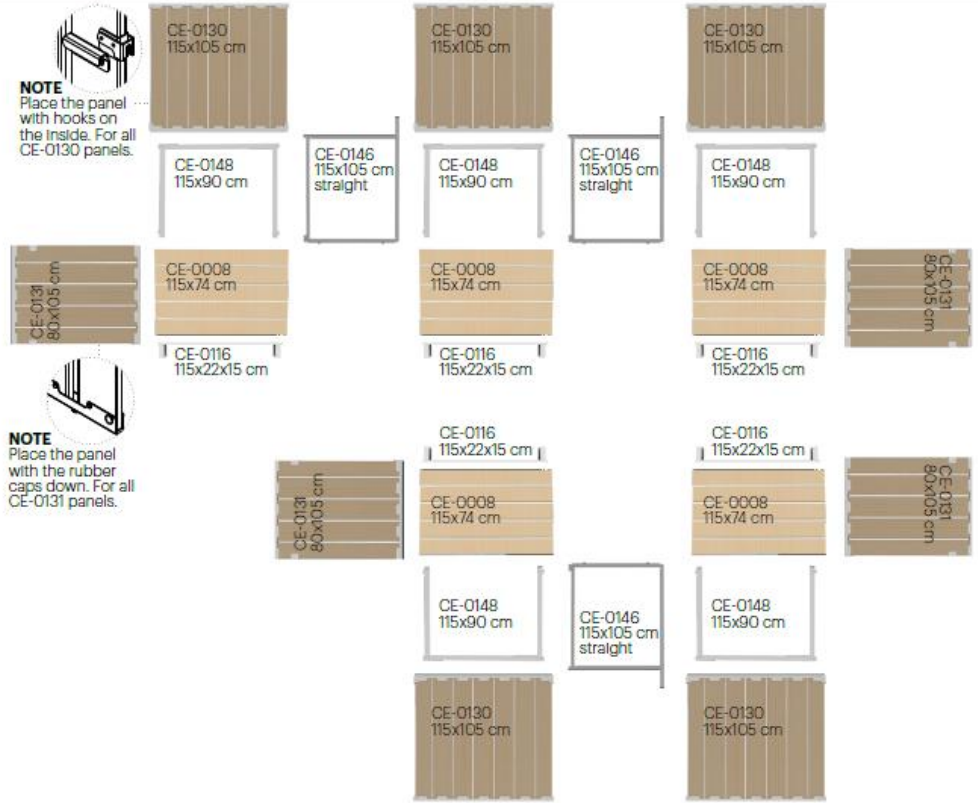 CE-0130
115x105 cm
CE-0130
115x105 cm
CE-0130
115x105 cm
NOTE
Place the panel
with hooks on
the inside. For all
CE-0130 panels.
CE-0148
115x90 cm
CE-0146
115x105 cm
straight
CE-0148
115x90 cm
CE-0146
115x105 cm
straight
CE-0148
115x90 cm
CE-0131
80x105 cm
CE-0008
115x74 cm
CE-0008
115x74 cm
CE-0008
115x74 cm
CE-0131
80x105 cm
CE-0116
115x22x15 cm
CE-0116
115x22x15 cm
CE-0116
115x22x15 cm
NOTE
Place the panel
with the rubber
caps down. For all
CE-0131 panels.
CE-0116
115x22x15 cm
CE-0116
115x22x15 cm
CE-0131
80x105 cm
CE-0008
115x74 cm
CE-0008
115x74 cm
CE-0131
80x105 cm
CE-0148
115x90 cm
CE-0146
115x105 cm
straight
CE-0148
115x90 cm
CE-0130
115x105 cm
CE-0130
115x105 cm